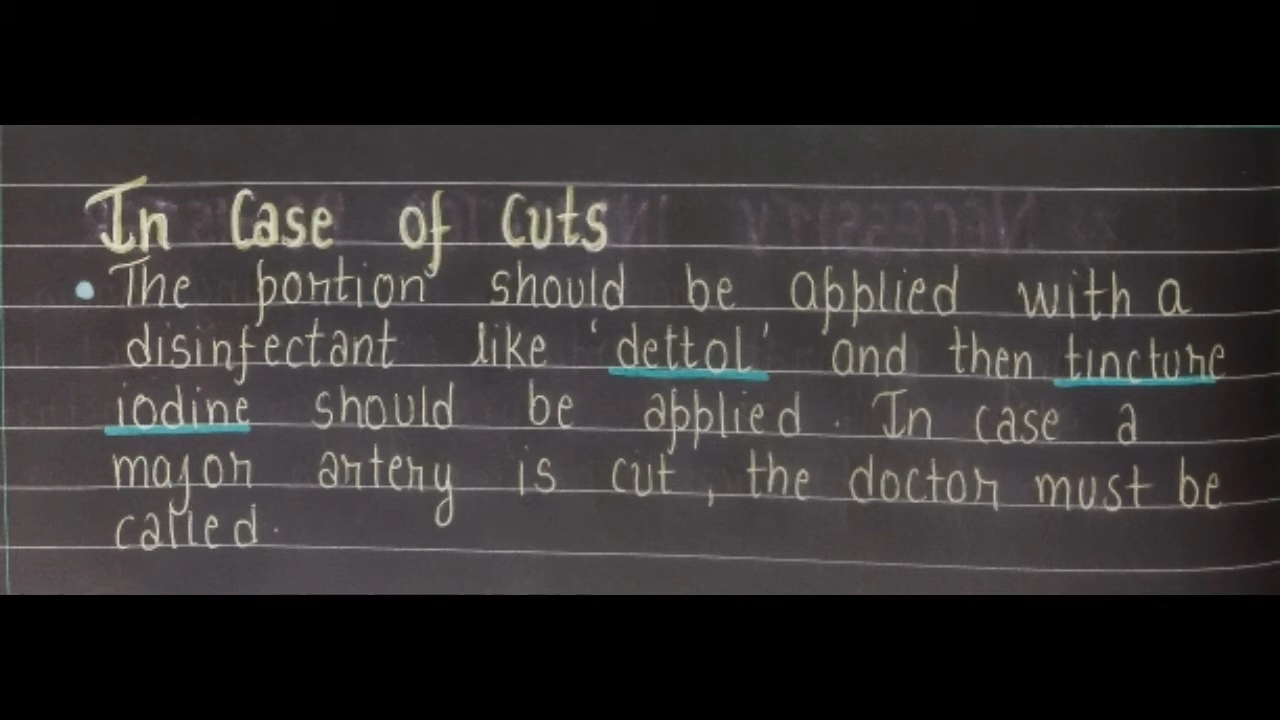 In Case of Cuts
• The portion should be applied with a
disinfectant like 'dettol' and then tincture
iodine should be applied. In case a
major artery is cut, the doctor must be
called.